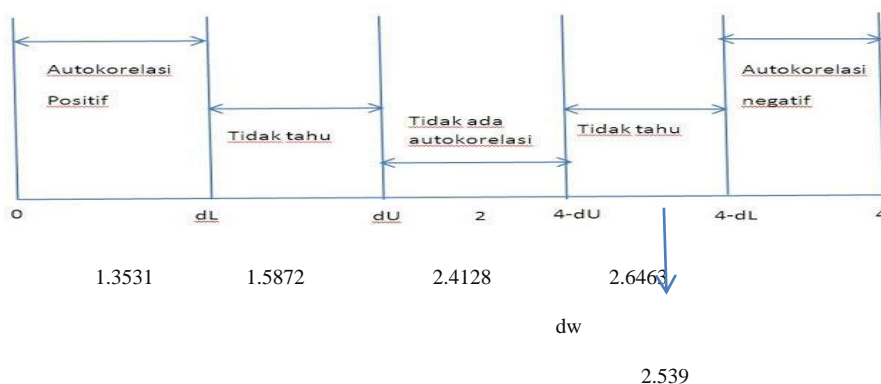 Autokorelasi
Positif
Tidak tahu
Tidak ada
autokorelasi
Tidak tahu
Autokorelasi
negatif
0 dL dU 2 4-dU 4-dL 4
1.3531 1.5872 2.4128 2.6463
dw
2.539